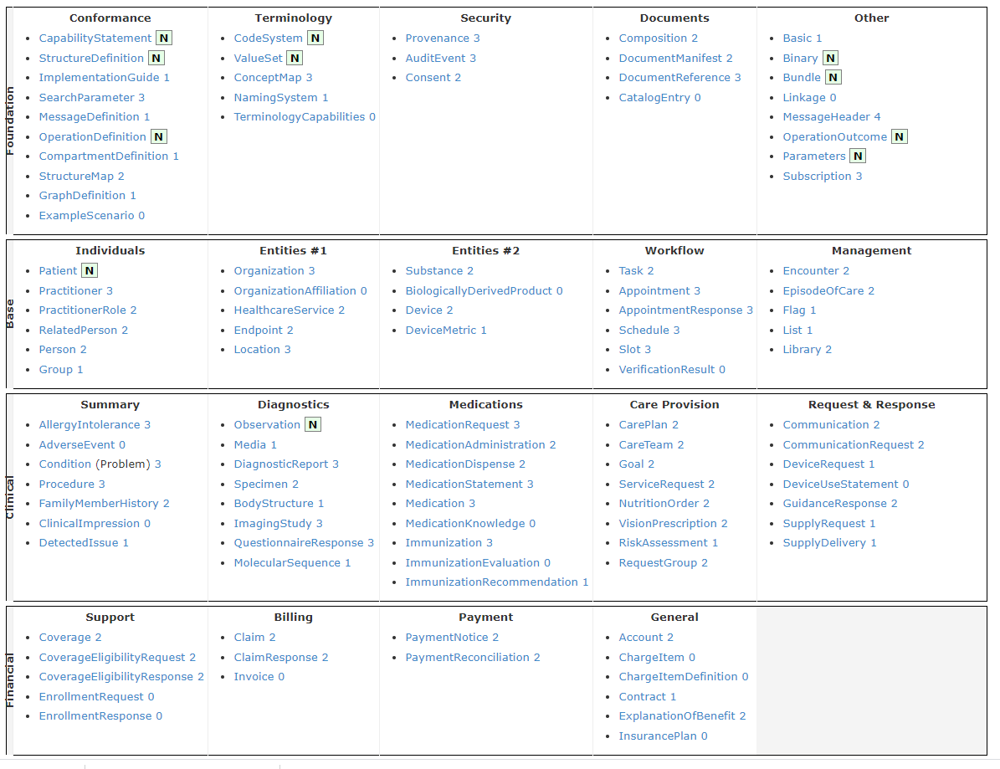 Foundation
Conformance
CapabilityStatement N
StructureDefinition N
ImplementationGuide 1
SearchParameter 3
MessageDefinition 1
OperationDefinition N
CompartmentDefinition 1
StructureMap 2
GraphDefinition 1
ExampleScenario 0
Terminology
CodeSystem N
ValueSet N
ConceptMap 3
NamingSystem 1
TerminologyCapabilities 0
Security
Provenance 3
AuditEvent 3
Consent 2
Documents
Composition 2
DocumentManifest 2
DocumentReference 3
CatalogEntry 0
Other
Basic 1
Binary N
Bundle N
Linkage 0
MessageHeader 4
OperationOutcome N
Parameters N
Subscription 3
Base
Individuals
Patient N
Practitioner 3
PractitionerRole 2
RelatedPerson 2
Person 2
Group 1
Entities #1
Organization 3
OrganizationAffiliation 0
HealthcareService 2
Endpoint 2
Location 3
Entities #2
Substance 2
BiologicallyDerivedProduct 0
Device 2
DeviceMetric 1
Workflow
Task 2
Appointment 3
AppointmentResponse 3
Schedule 3
Slot 3
VerificationResult 0
Management
Encounter 2
EpisodeOfCare 2
Flag 1
List 1
Library 2
Clinical
Summary
AllergyIntolerance 3
AdverseEvent 0
Condition (Problem) 3
Procedure 3
FamilyMemberHistory 2
ClinicalImpression 0
DetectedIssue 1
Diagnostics
Observation N
Media 1
DiagnosticReport 3
Specimen 2
BodyStructure 1
ImagingStudy 3
QuestionnaireResponse 3
MolecularSequence 1
Medications
MedicationRequest 3
MedicationAdministration 2
MedicationDispense 2
MedicationStatement 3
Medication 3
MedicationKnowledge 0
Immunization 3
ImmunizationEvaluation 0
ImmunizationRecommendation 1
Care Provision
CarePlan 2
CareTeam 2
Goal 2
ServiceRequest 2
NutritionOrder 2
VisionPrescription 2
RiskAssessment 1
RequestGroup 2
Request & Response
Communication 2
CommunicationRequest 2
DeviceRequest 1
DeviceUseStatement 0
GuidanceResponse 2
SupplyRequest 1
SupplyDelivery 1
Financial
Support
Coverage 2
CoverageEligibilityRequest 2
CoverageEligibilityResponse 2
EnrollmentRequest 0
EnrollmentResponse 0
Billing
Claim 2
ClaimResponse 2
Invoice 0
Payment
PaymentNotice 2
PaymentReconciliation 2
General
Account 2
ChargeItem 0
ChargeItemDefinition 0
Contract 1
ExplanationOfBenefit 2
InsurancePlan 0